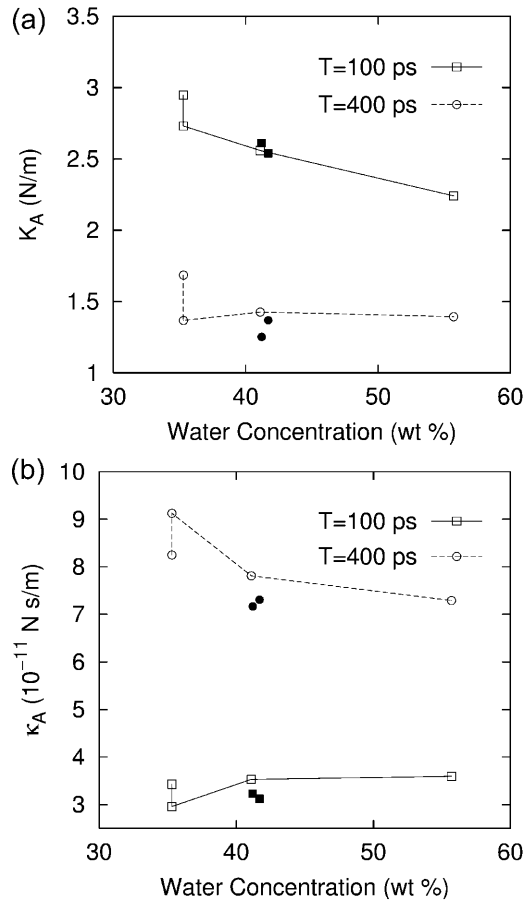 (a)
3.5
3
2.5
2
1.5
1
K_A (N/m)
T=100 ps
T=400 ps
30 40 50 60
Water Concentration (wt %)
(b)
10
9
8
7
6
5
4
3
κ_A (10⁻¹¹ N s/m)
T=100 ps
T=400 ps
30 40 50 60
Water Concentration (wt %)